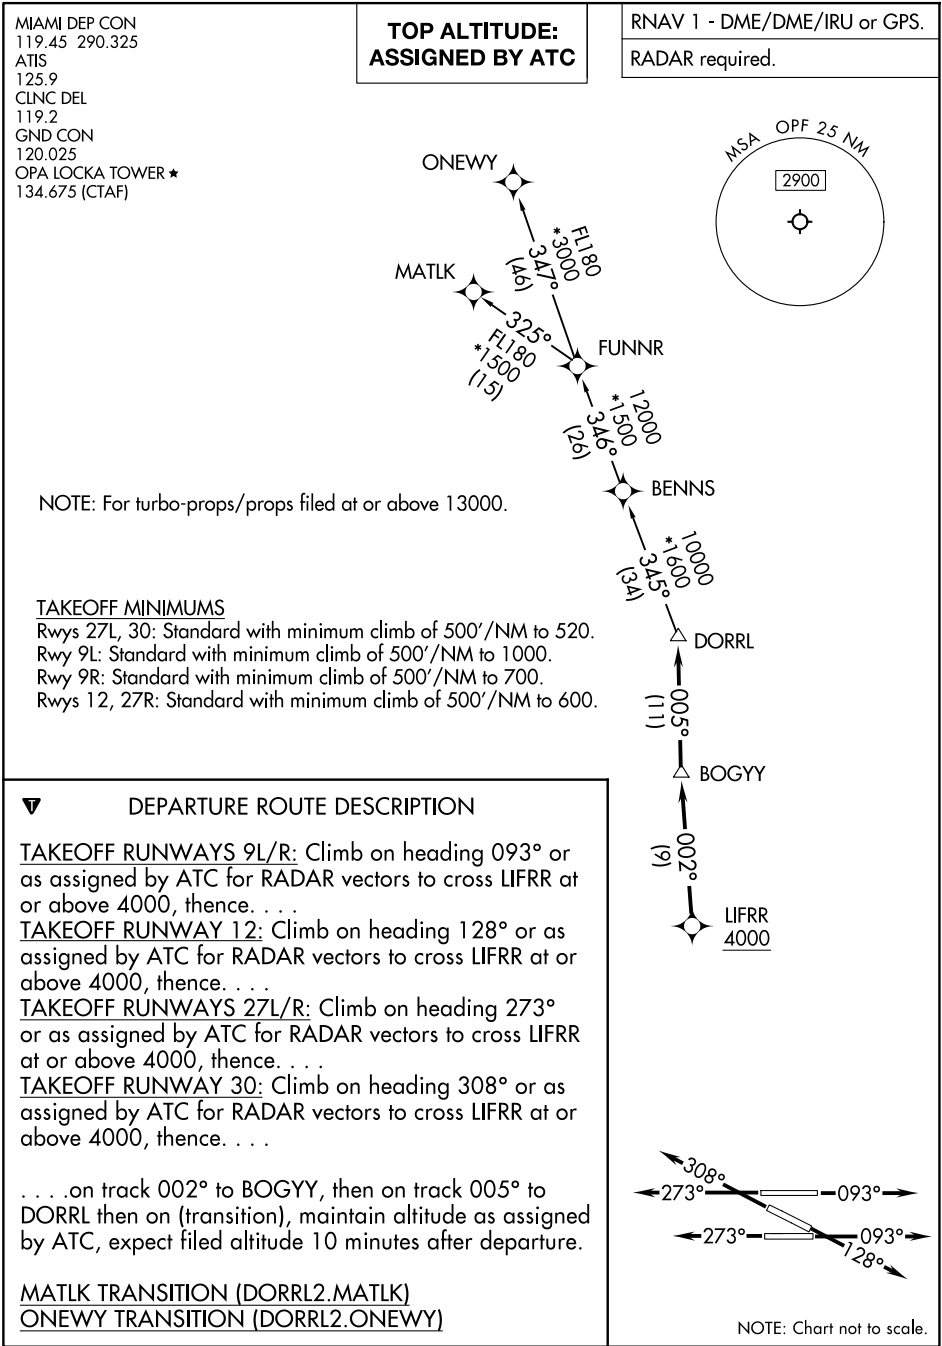 MIAMI DEP CON
119.45 290.325
ATIS
125.9
CLNC DEL
119.2
GND CON
120.025
OPA LOCKA TOWER ★
134.675 (CTAF)
TOP ALTITUDE:
ASSIGNED BY ATC
RNAV 1 - DME/DME/IRU or GPS.
RADAR required.
MSA OPF 25 NM
2900
ONEWY
FL180
*3000
347°
(46)
MATLK
325°
FL180
*1500
(15)
FUNNR
12000
*1500
346°
(26)
BENNS
NOTE: For turbo-props/props filed at or above 13000.
10000
*1600
345°
(34)
TAKEOFF MINIMUMS
Rwys 27L, 30: Standard with minimum climb of 500'/NM to 520.
Rwy 9L: Standard with minimum climb of 500'/NM to 1000.
Rwy 9R: Standard with minimum climb of 500'/NM to 700.
Rwys 12, 27R: Standard with minimum climb of 500'/NM to 600.
DORRL
005°
(11)
BOGYY
002°
(9)
LIFRR
4000
T
DEPARTURE ROUTE DESCRIPTION
TAKEOFF RUNWAYS 9L/R: Climb on heading 093° or
as assigned by ATC for RADAR vectors to cross LIFRR at
or above 4000, thence. . . .
TAKEOFF RUNWAY 12: Climb on heading 128° or as
assigned by ATC for RADAR vectors to cross LIFRR at or
above 4000, thence. . . .
TAKEOFF RUNWAYS 27L/R: Climb on heading 273°
or as assigned by ATC for RADAR vectors to cross LIFRR
at or above 4000, thence. . . .
TAKEOFF RUNWAY 30: Climb on heading 308° or as
assigned by ATC for RADAR vectors to cross LIFRR at or
above 4000, thence. . . .
. . . .on track 002° to BOGYY, then on track 005° to
DORRL then on (transition), maintain altitude as assigned
by ATC, expect filed altitude 10 minutes after departure.
MATLK TRANSITION (DORRL2.MATLK)
ONEWY TRANSITION (DORRL2.ONEWY)
308°
273° 093°
273° 093°
128°
NOTE: Chart not to scale.